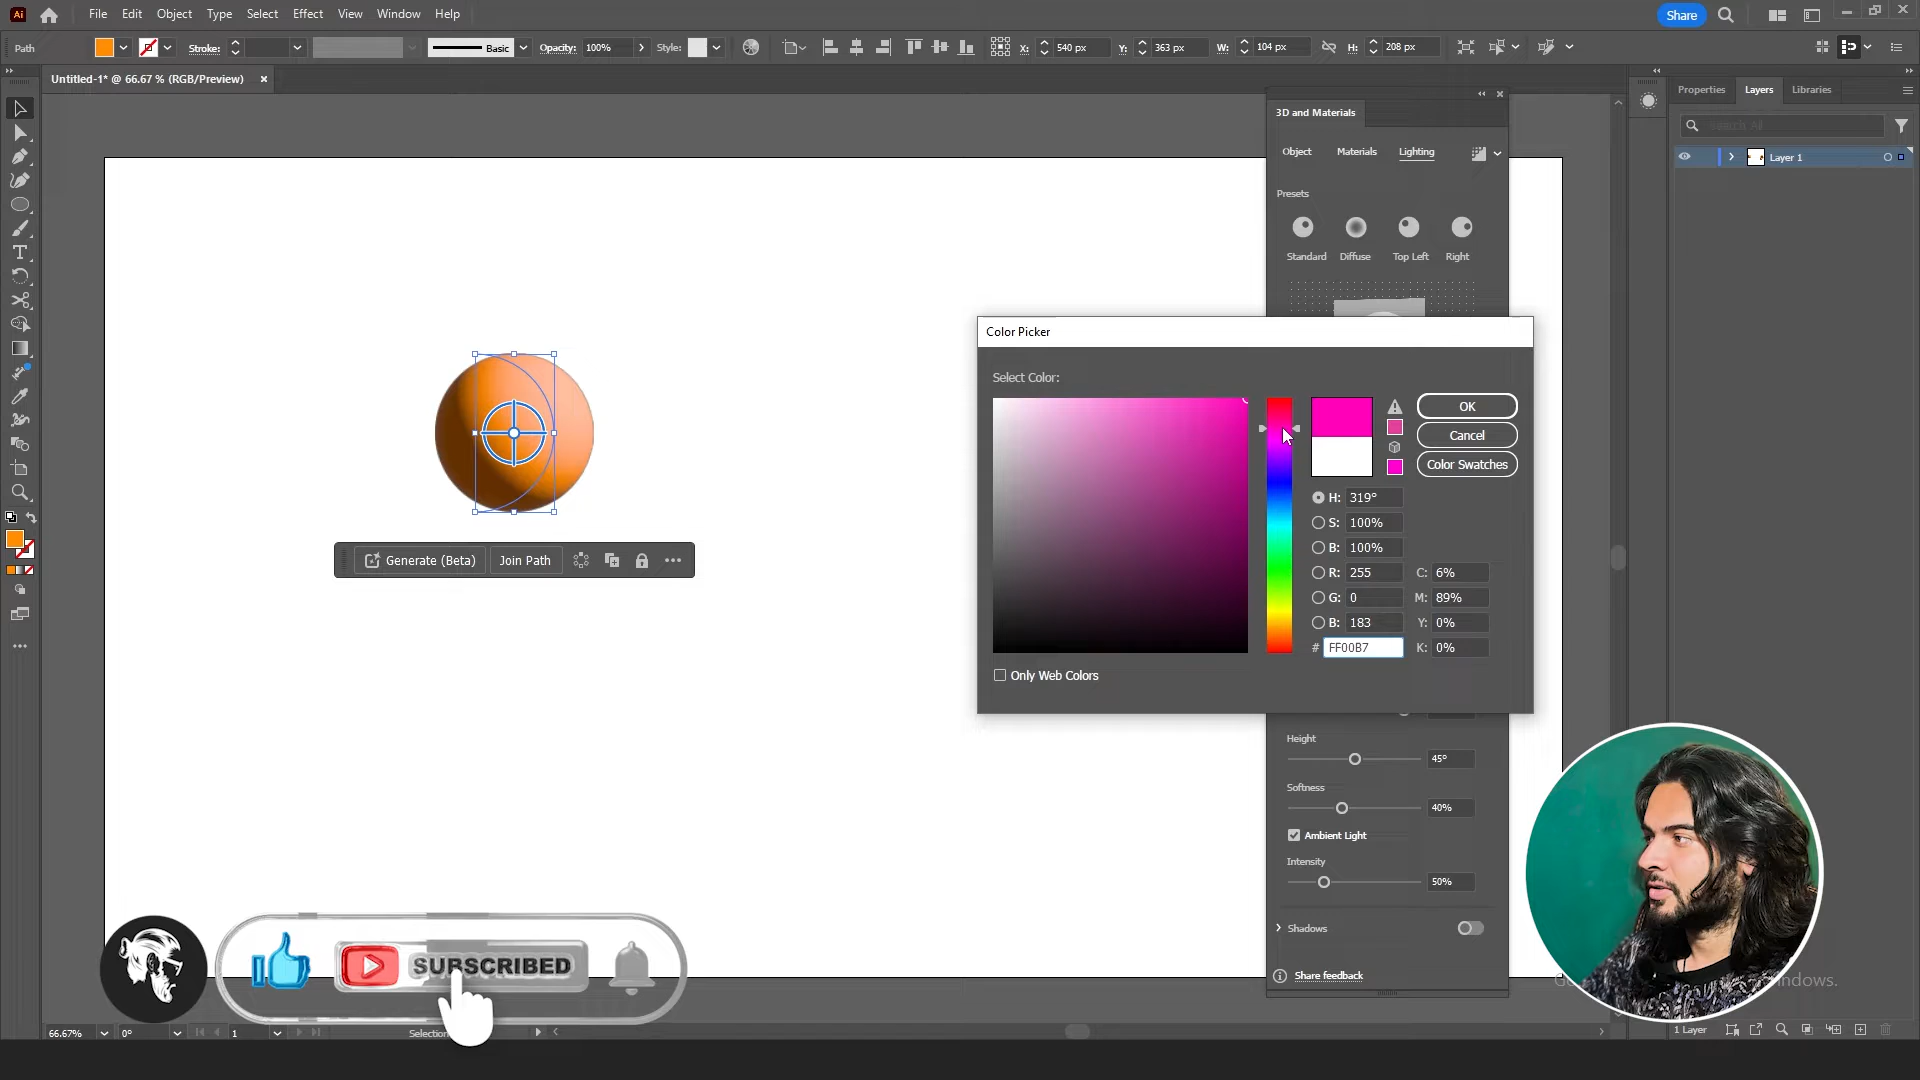 Ai File Edit Object Type Select Effect View Window Help Share
Path Stroke: Basic Opacity: 100% Style: X: 540 px Y: 363 px W: 104 px H: 208 px
Untitled-1* @ 66.67 % (RGB/Preview)
3D and Materials
Object Materials Lighting
Presets
Standard Diffuse Top Left Right
Properties Layers Libraries
Search All
Layer 1
Color Picker
Select Color:
OK
Cancel
Color Swatches
H: 319°
S: 100%
B: 100%
R: 255 C: 6%
G: 0 M: 89%
B: 183 Y: 0%
# FF00B7 K: 0%
Only Web Colors
Generate (Beta) Join Path
T
Height
45°
Softness
40%
Ambient Light
Intensity
50%
Shadows
Share feedback
SUBSCRIBED
66.67% 0° 1 Selection
1 Layer